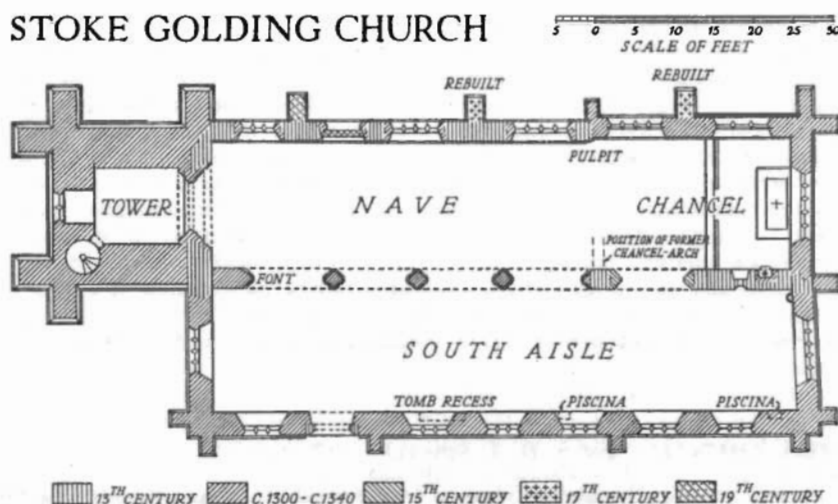 STOKE GOLDING CHURCH
5 0 5 10 15 20 25 30
SCALE OF FEET
REBUILT
REBUILT
PULPIT
TOWER
NAVE
CHANCEL
POSITION OF FORMER
CHANCEL-ARCH
FONT
SOUTH AISLE
TOMB RECESS
PISCINA
PISCINA
13TH CENTURY
C.1300-C.1340
15TH CENTURY
17TH CENTURY
19TH CENTURY